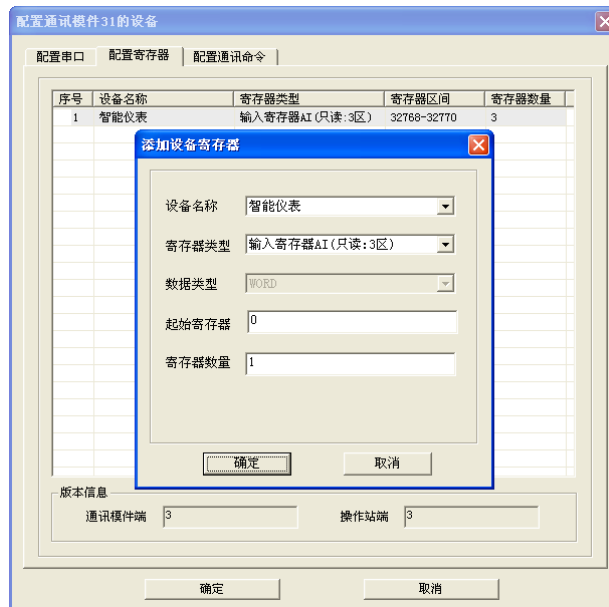 配置通讯模件31的设备
配置串口 配置寄存器 配置通讯命令
序号 设备名称 寄存器类型 寄存器区间 寄存器数量
1 智能仪表 输入寄存器AI(只读:3区) 32768-32770 3
添加设备寄存器
设备名称 智能仪表
寄存器类型 输入寄存器AI(只读:3区)
数据类型 WORD
起始寄存器 0
寄存器数量 1
确定 取消
版本信息
通讯模件端 3 操作站端 3
确定 取消